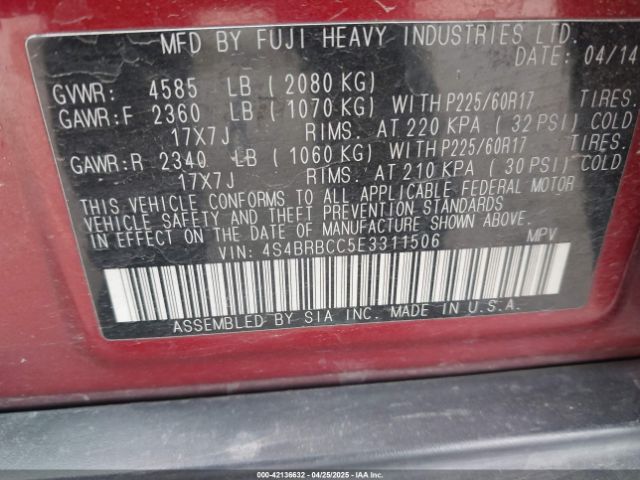 MFD BY FUJI HEAVY INDUSTRIES LTD.
DATE: 04/14
GVWR: 4585 LB ( 2080 KG)
GAWR:F 2360 LB ( 1070 KG) WITH P225/60R17 TIRES,
17X7J RIMS. AT 220 KPA ( 32 PSI) COLD
GAWR:R 2340 LB ( 1060 KG) WITH P225/60R17 TIRES.
17X7J RIMS. AT 210 KPA ( 30 PSI) COLD
THIS VEHICLE CONFORMS TO ALL APPLICABLE FEDERAL MOTOR
VEHICLE SAFETY AND THEFT PREVENTION STANDARDS
IN EFFECT ON THE DATE OF MANUFACTURE SHOWN ABOVE.
VIN: 4S4BRBCC5E3311506 MPV
ASSEMBLED BY SIA INC. MADE IN U.S.A.
000-42136632 - 04/25/2025 - IAAI.COM